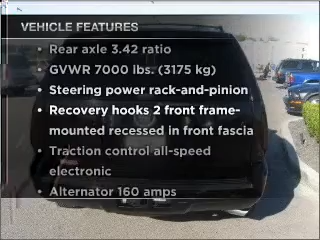 VEHICLE FEATURES
• Rear axle 3.42 ratio
• GVWR 7000 lbs. (3175 kg)
• Steering power rack-and-pinion
• Recovery hooks 2 front frame-
mounted recessed in front fascia
• Traction control all-speed
electronic
• Alternator 160 amps